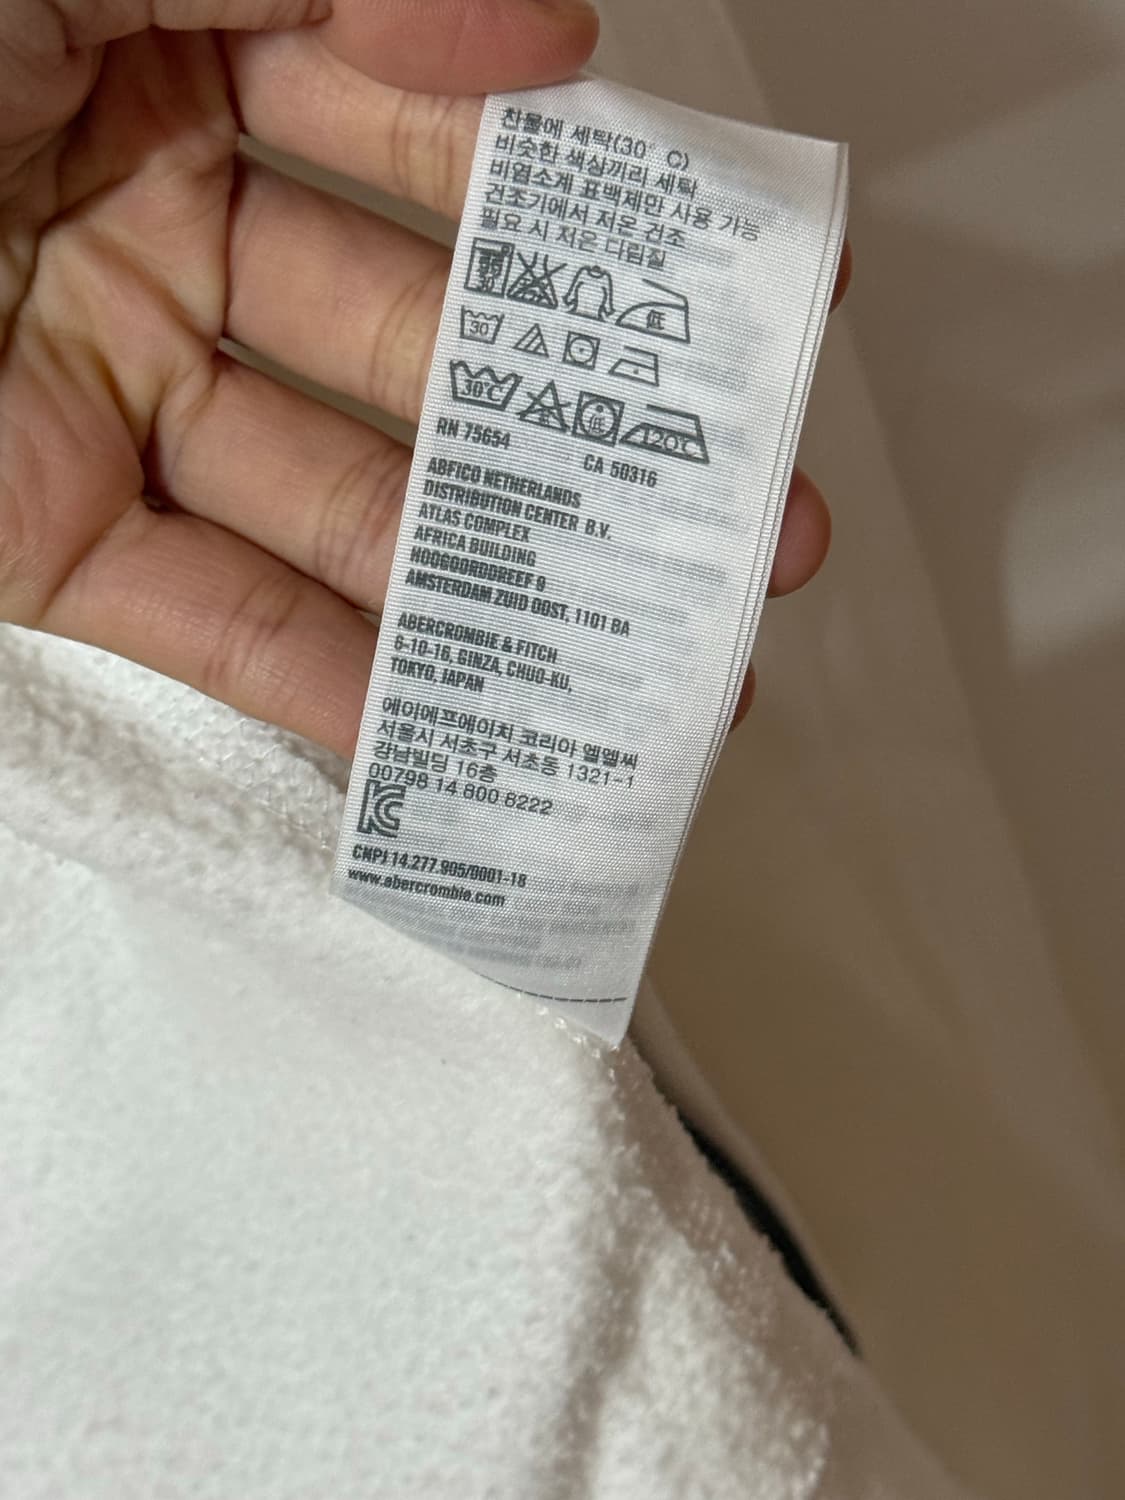 찬물에 세탁(30° C)
비슷한 색상끼리 세탁
비염소계 표백제만 사용 가능
건조기에서 저온 건조
필요 시 저온 다림질
30 低
30
30℃ 低 120℃
RN 75654 CA 50316
ABFICO NETHERLANDS
DISTRIBUTION CENTER B.V.
ATLAS COMPLEX
AFRICA BUILDING
HOOGOORDDREEF 9
AMSTERDAM ZUID OOST, 1101 BA
ABERCROMBIE & FITCH
6-10-16, GINZA, CHUO-KU,
TOKYO, JAPAN
에이에프에이치 코리아 엘엘씨
서울시 서초구 서초동 1321-1
강남빌딩 16층
00798 14 800 8222
KC
CNPJ 14.277.905/0001-18
www.abercrombie.com